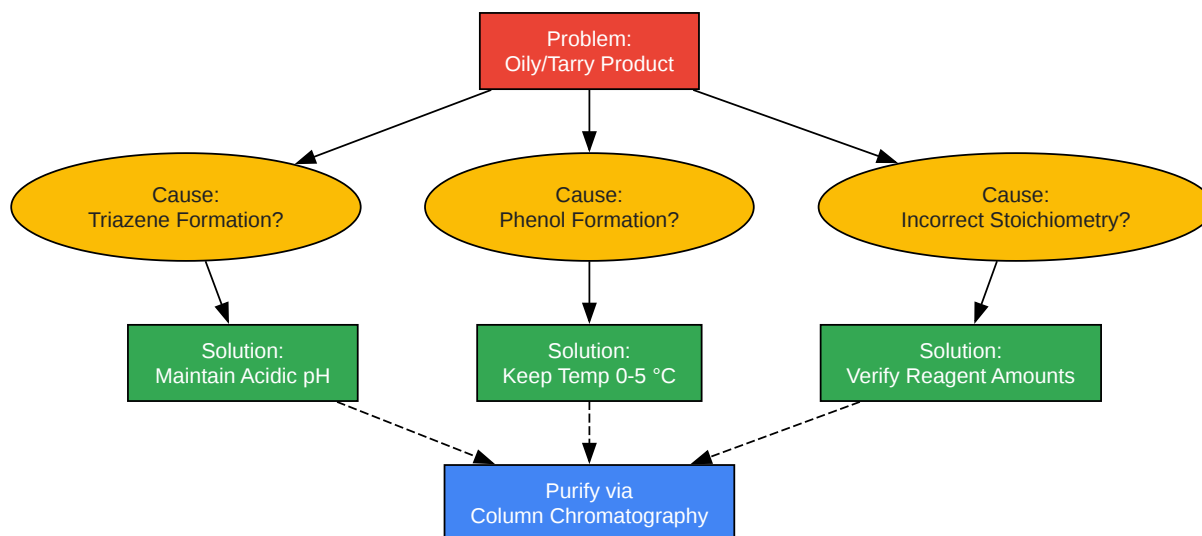 Problem:
Oily/Tarry Product
Cause:
Triazene Formation?
Cause:
Phenol Formation?
Cause:
Incorrect Stoichiometry?
Solution:
Maintain Acidic pH
Solution:
Keep Temp 0-5 °C
Solution:
Verify Reagent Amounts
Purify via
Column Chromatography